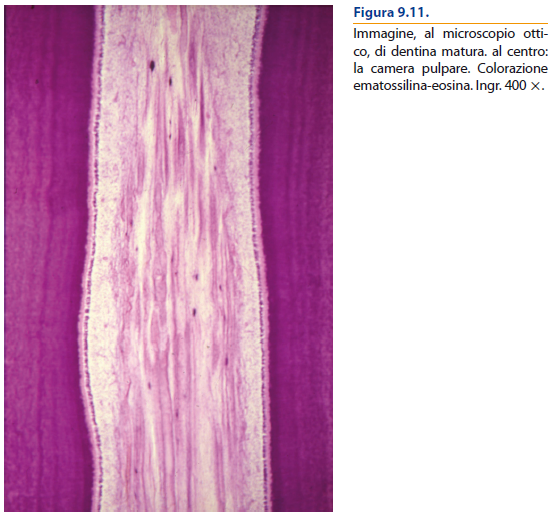 Figura 9.11.
Immagine, al microscopio otti-
co, di dentina matura. al centro:
la camera pulpare. Colorazione
ematossilina-eosina. Ingr. 400 ×.